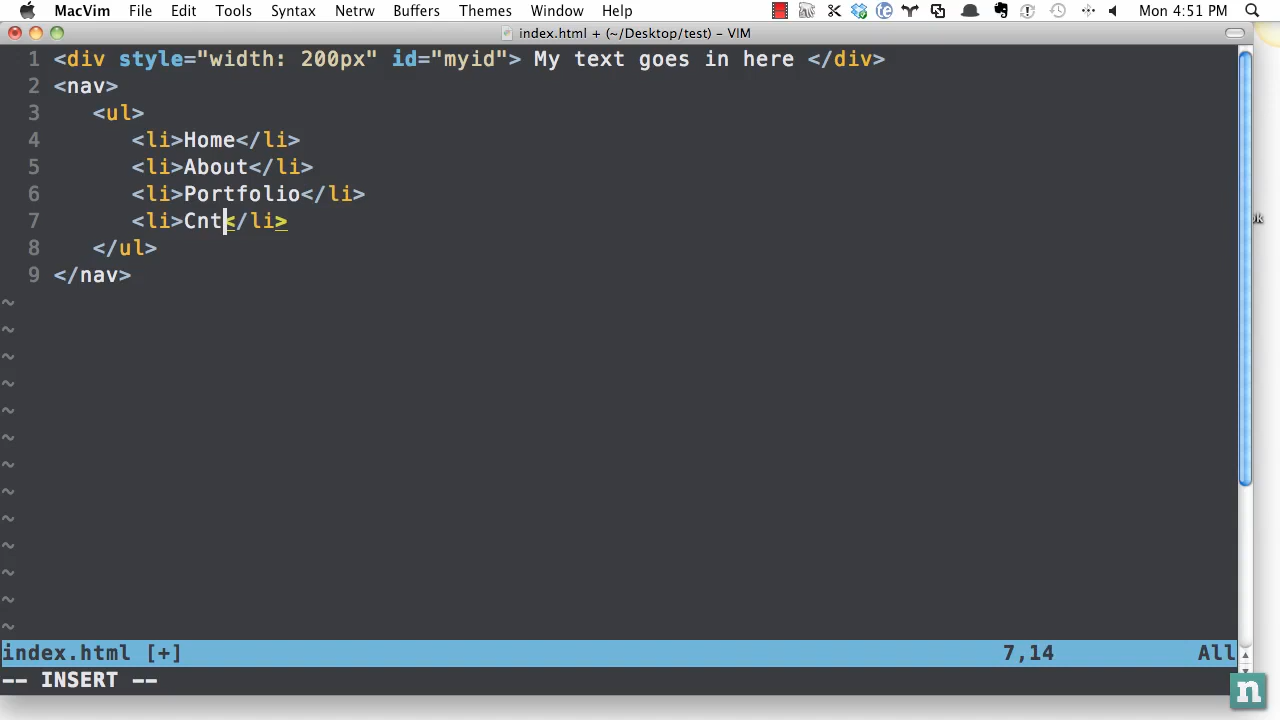 MacVim File Edit Tools Syntax Netrw Buffers Themes Window Help Mon 4:51 PM
index.html + (~/Desktop/test) – VIM
1 <div style="width: 200px" id="myid"> My text goes in here </div>
2 <nav>
3 <ul>
4 <li>Home</li>
5 <li>About</li>
6 <li>Portfolio</li>
7 <li>Cnt</li>
8 </ul>
9 </nav>
~
~
~
~
~
~
~
~
~
~
~
~
~
index.html [+] 7,14 All
-- INSERT --
n